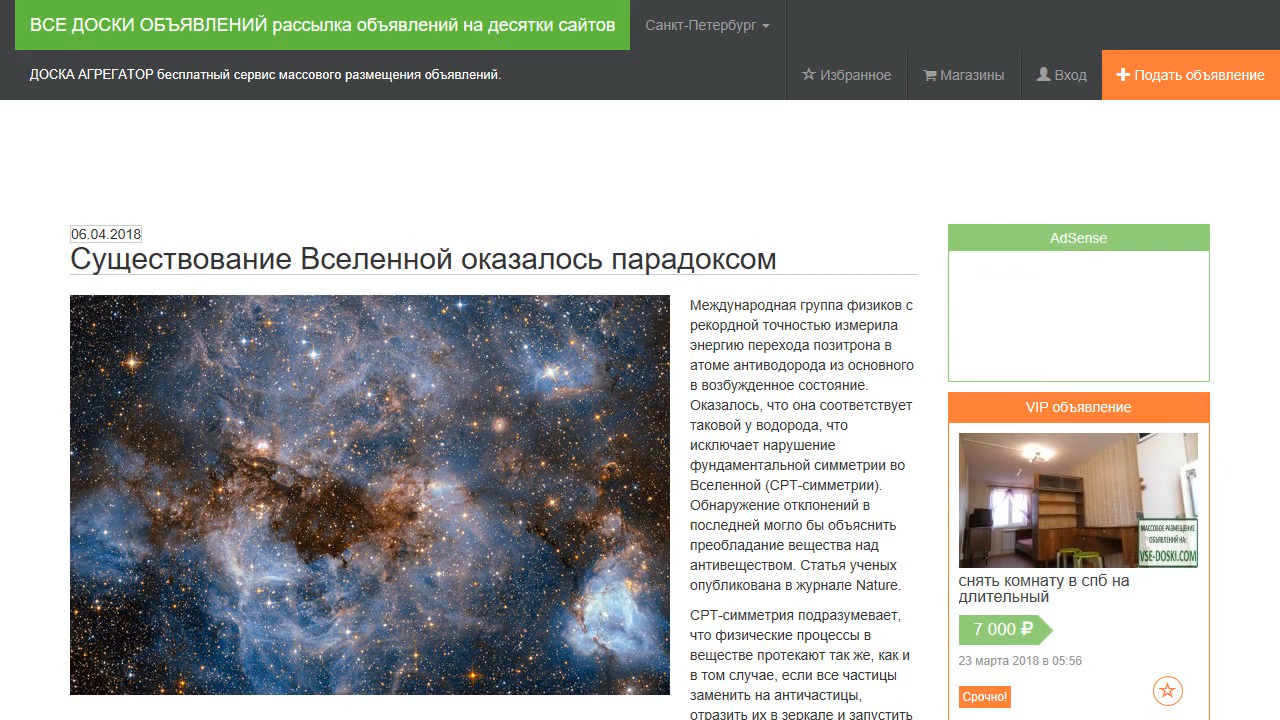 ВСЕ ДОСКИ ОБЪЯВЛЕНИЙ рассылка объявлений на десятки сайтов
Санкт-Петербург
ДОСКА АГРЕГАТОР бесплатный сервис массового размещения объявлений.
Избранное
Магазины
Вход
Подать объявление
06.04.2018
Существование Вселенной оказалось парадоксом
Международная группа физиков с
рекордной точностью измерила
энергию перехода позитрона в
атоме антиводорода из основного
в возбужденное состояние.
Оказалось, что она соответствует
таковой у водорода, что
исключает нарушение
фундаментальной симметрии во
Вселенной (CPT-симметрии).
Обнаружение отклонений в
последней могло бы объяснить
преобладание вещества над
антивеществом. Статья ученых
опубликована в журнале Nature.
CPT-симметрия подразумевает,
что физические процессы в
веществе протекают так же, как и
в том случае, если все частицы
заменить на античастицы,
отразить их в зеркале и запустить
AdSense
VIP объявление
МАССОВОЕ РАЗМЕЩЕНИЕ
ОБЪЯВЛЕНИЙ НА:
VSE-DOSKI.COM
снять комнату в спб на
длительный
7 000 ₽
23 марта 2018 в 05:56
Срочно!